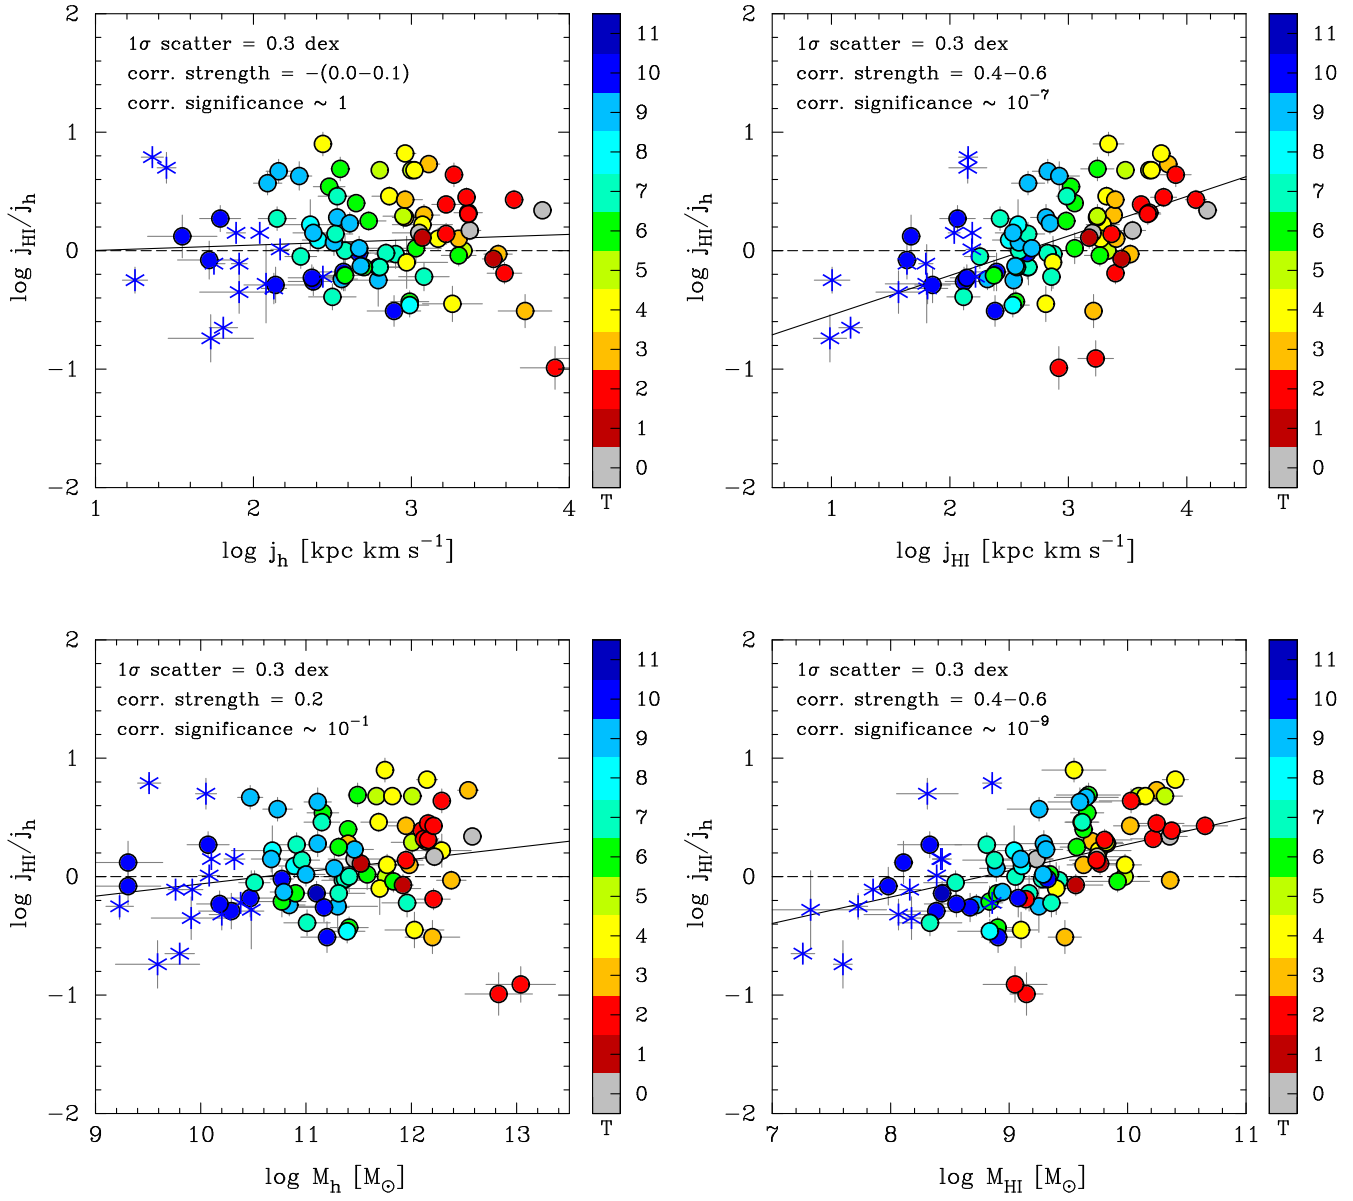 1σ scatter = 0.3 dex
corr. strength = −(0.0−0.1)
corr. significance ~ 1
log j_HI/j_h
2
1
0
−1
−2
1 2 3 4
log j_h [kpc km s^−1]
11
10
9
8
7
6
5
4
3
2
1
0
T
1σ scatter = 0.3 dex
corr. strength = 0.4−0.6
corr. significance ~ 10^−7
log j_HI/j_h
2
1
0
−1
−2
1 2 3 4
log j_HI [kpc km s^−1]
11
10
9
8
7
6
5
4
3
2
1
0
T
1σ scatter = 0.3 dex
corr. strength = 0.2
corr. significance ~ 10^−1
log j_HI/j_h
2
1
0
−1
−2
9 10 11 12 13
log M_h [M_⊙]
11
10
9
8
7
6
5
4
3
2
1
0
T
1σ scatter = 0.3 dex
corr. strength = 0.4−0.6
corr. significance ~ 10^−9
log j_HI/j_h
2
1
0
−1
−2
7 8 9 10 11
log M_HI [M_⊙]
11
10
9
8
7
6
5
4
3
2
1
0
T